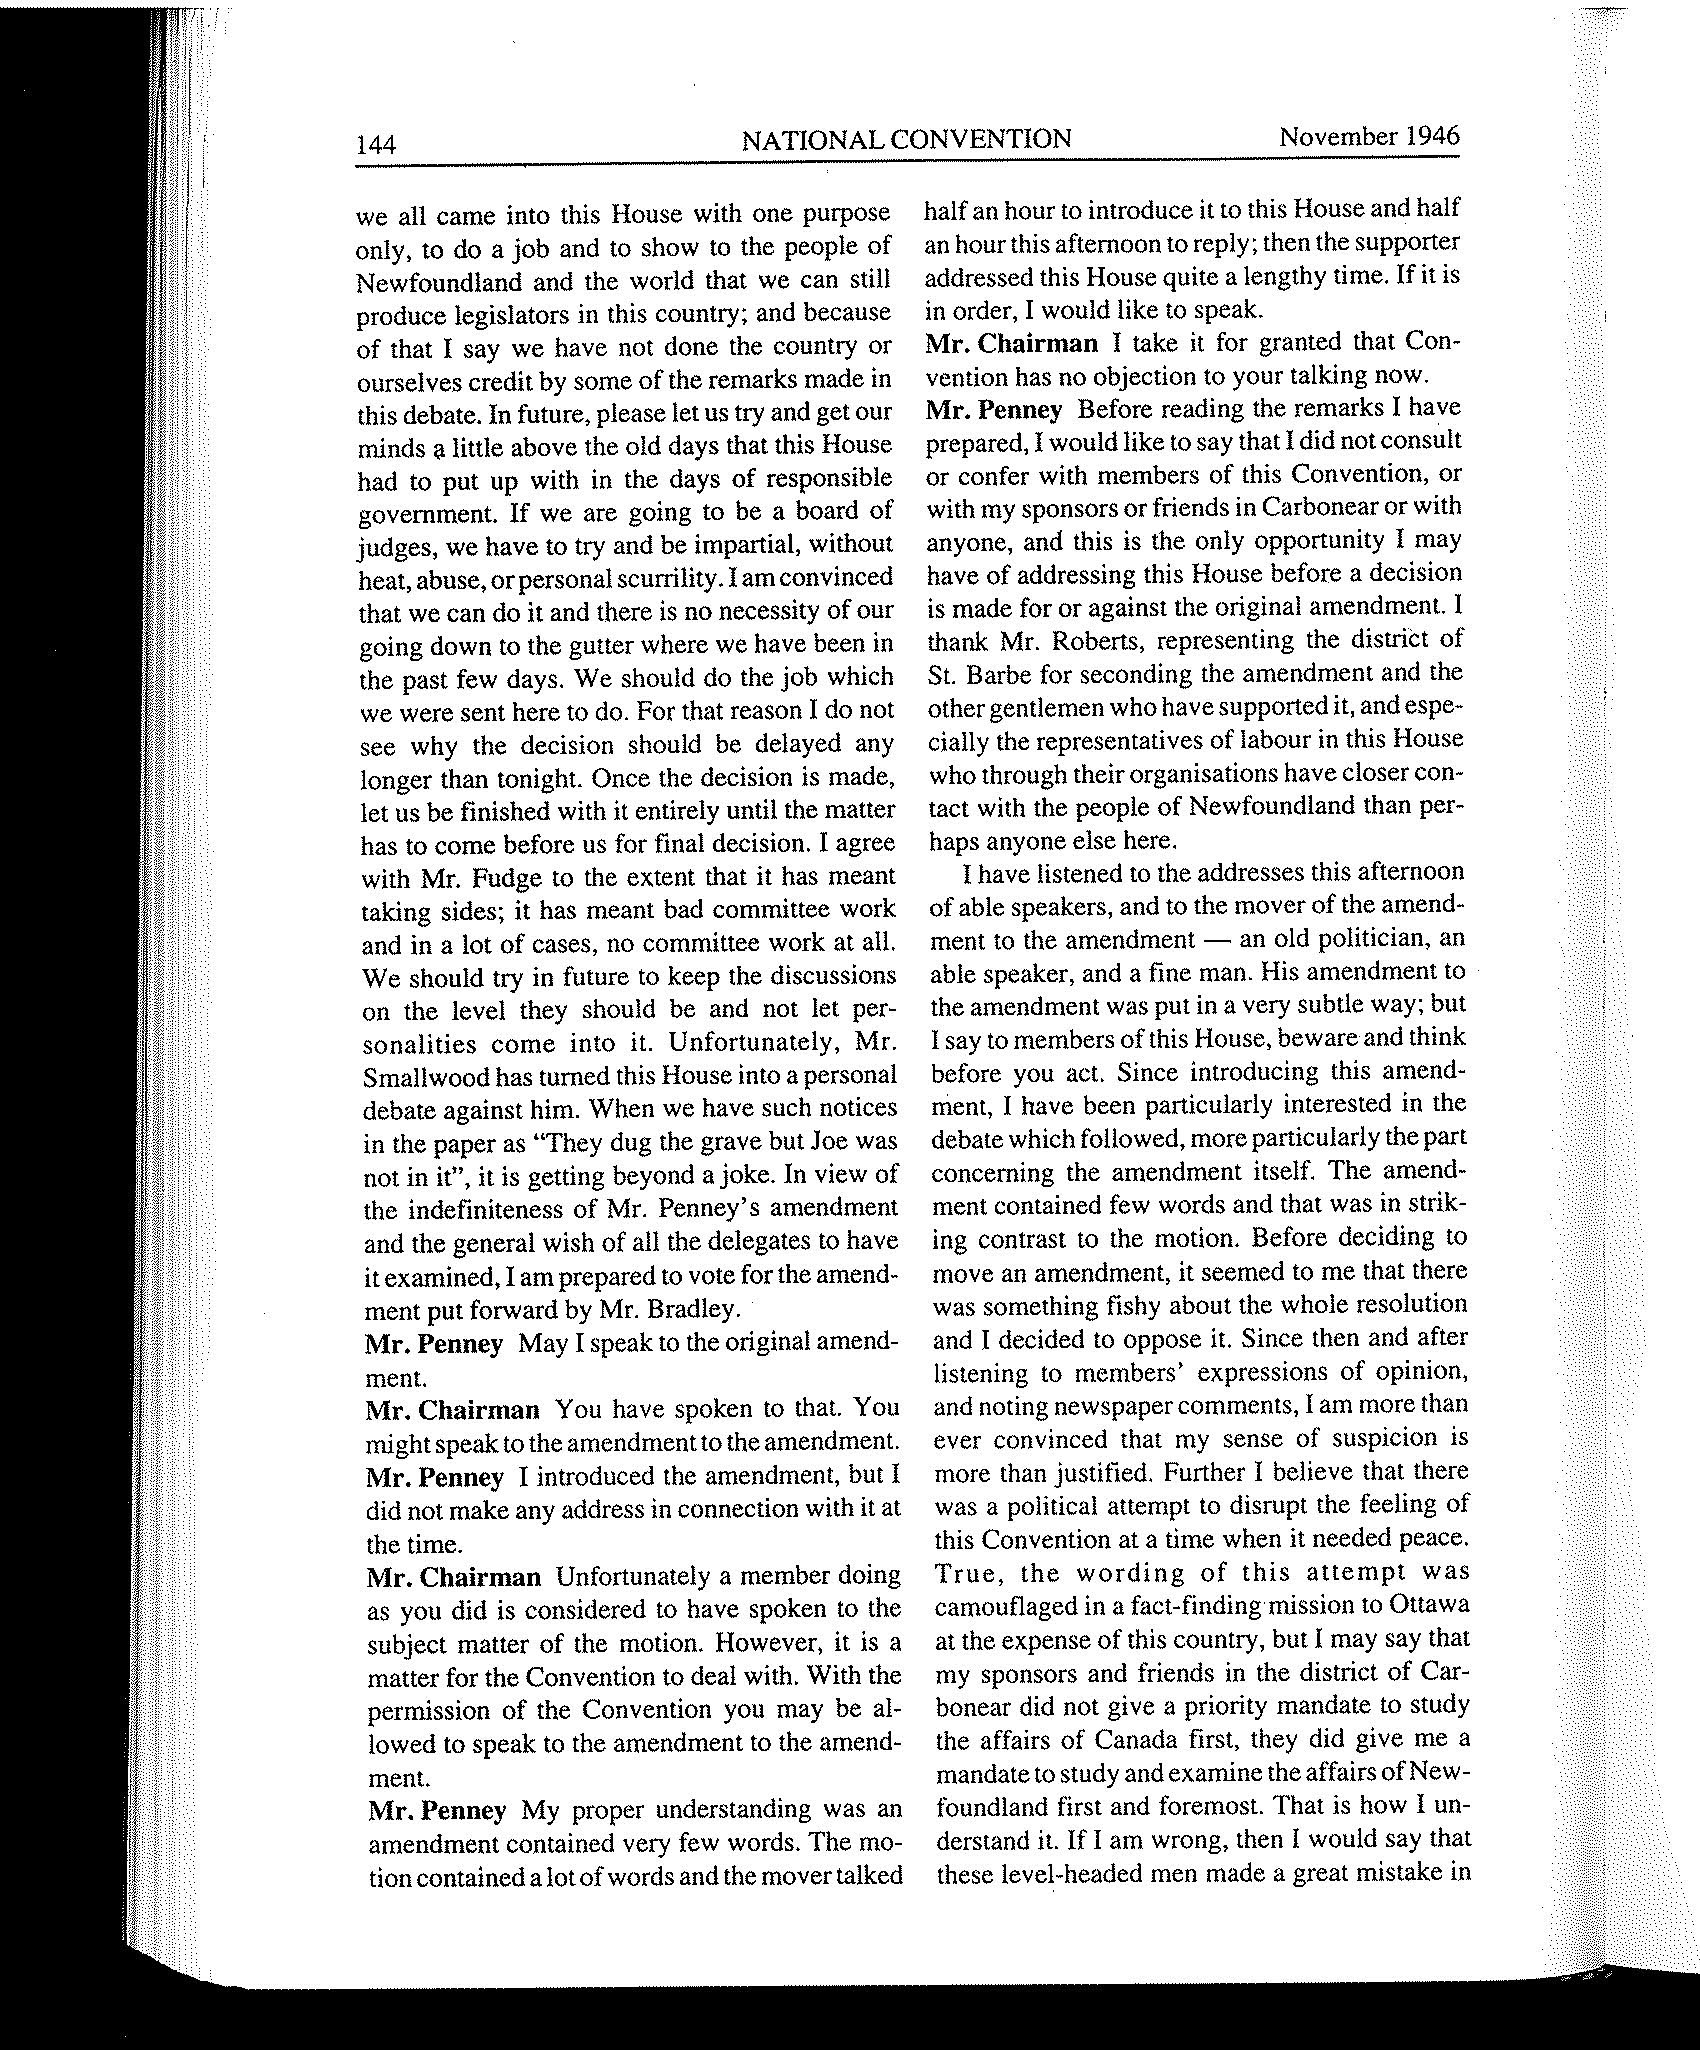 144 NATIONAL CONVENTION November 1946
we all came into this House with one purpose
only, to do a job and to show to the people of
Newfoundland and the world that we can still
produce legislators in this country; and because
of that I say we have not done the country or
ourselves credit by some of the remarks made in
this debate. In future, please let us try and get our
minds a little above the old days that this House
had to put up with in the days of responsible
government. If we are going to be a board of
judges, we have to try and be impartial, without
heat, abuse, or personal scurrility. I am convinced
that we can do it and there is no necessity of our
going down to the gutter where we have been in
the past few days. We should do the job which
we were sent here to do. For that reason I do not
see why the decision should be delayed any
longer than tonight. Once the decision is made,
let us be finished with it entirely until the matter
has to come before us for final decision. I agree
with Mr. Fudge to the extent that it has meant
taking sides; it has meant bad committee work
and in a lot of cases, no committee work at all.
We should try in future to keep the discussions
on the level they should be and not let per-
sonalities come into it. Unfortunately, Mr.
Smallwood has turned this House into a personal
debate against him. When we have such notices
in the paper as "They dug the grave but Joe was
not in it", it is getting beyond a joke. In view of
the indefiniteness of Mr. Penney's amendment
and the general wish of all the delegates to have
it examined, I am prepared to vote for the amend-
ment put forward by Mr. Bradley.
Mr. Penney May I speak to the original amend-
ment.
Mr. Chairman You have spoken to that. You
might speak to the amendment to the amendment.
Mr. Penney I introduced the amendment, but I
did not make any address in connection with it at
the time.
Mr. Chairman Unfortunately a member doing
as you did is considered to have spoken to the
subject matter of the motion. However, it is a
matter for the Convention to deal with. With the
permission of the Convention you may be al-
lowed to speak to the amendment to the amend-
ment.
Mr. Penney My proper understanding was an
amendment contained very few words. The mo-
tion contained a lot of words and the mover talked
half an hour to introduce it to this House and half
an hour this afternoon to reply; then the supporter
addressed this House quite a lengthy time. If it is
in order, I would like to speak.
Mr. Chairman I take it for granted that Con-
vention has no objection to your talking now.
Mr. Penney Before reading the remarks I have
prepared, I would like to say that I did not consult
or confer with members of this Convention, or
with my sponsors or friends in Carbonear or with
anyone, and this is the only opportunity I may
have of addressing this House before a decision
is made for or against the original amendment. I
thank Mr. Roberts, representing the district of
St. Barbe for seconding the amendment and the
other gentlemen who have supported it, and espe-
cially the representatives of labour in this House
who through their organisations have closer con-
tact with the people of Newfoundland than per-
haps anyone else here.
I have listened to the addresses this afternoon
of able speakers, and to the mover of the amend-
ment to the amendment — an old politician, an
able speaker, and a fine man. His amendment to
the amendment was put in a very subtle way; but
I say to members of this House, beware and think
before you act. Since introducing this amend-
ment, I have been particularly interested in the
debate which followed, more particularly the part
concerning the amendment itself. The amend-
ment contained few words and that was in strik-
ing contrast to the motion. Before deciding to
move an amendment, it seemed to me that there
was something fishy about the whole resolution
and I decided to oppose it. Since then and after
listening to members' expressions of opinion,
and noting newspaper comments, I am more than
ever convinced that my sense of suspicion is
more than justified. Further I believe that there
was a political attempt to disrupt the feeling of
this Convention at a time when it needed peace.
True, the wording of this attempt was
camouflaged in a fact-finding mission to Ottawa
at the expense of this country, but I may say that
my sponsors and friends in the district of Car-
bonear did not give a priority mandate to study
the affairs of Canada first, they did give me a
mandate to study and examine the affairs of New-
foundland first and foremost. That is how I un-
derstand it. If I am wrong, then I would say that
these level-headed men made a great mistake in